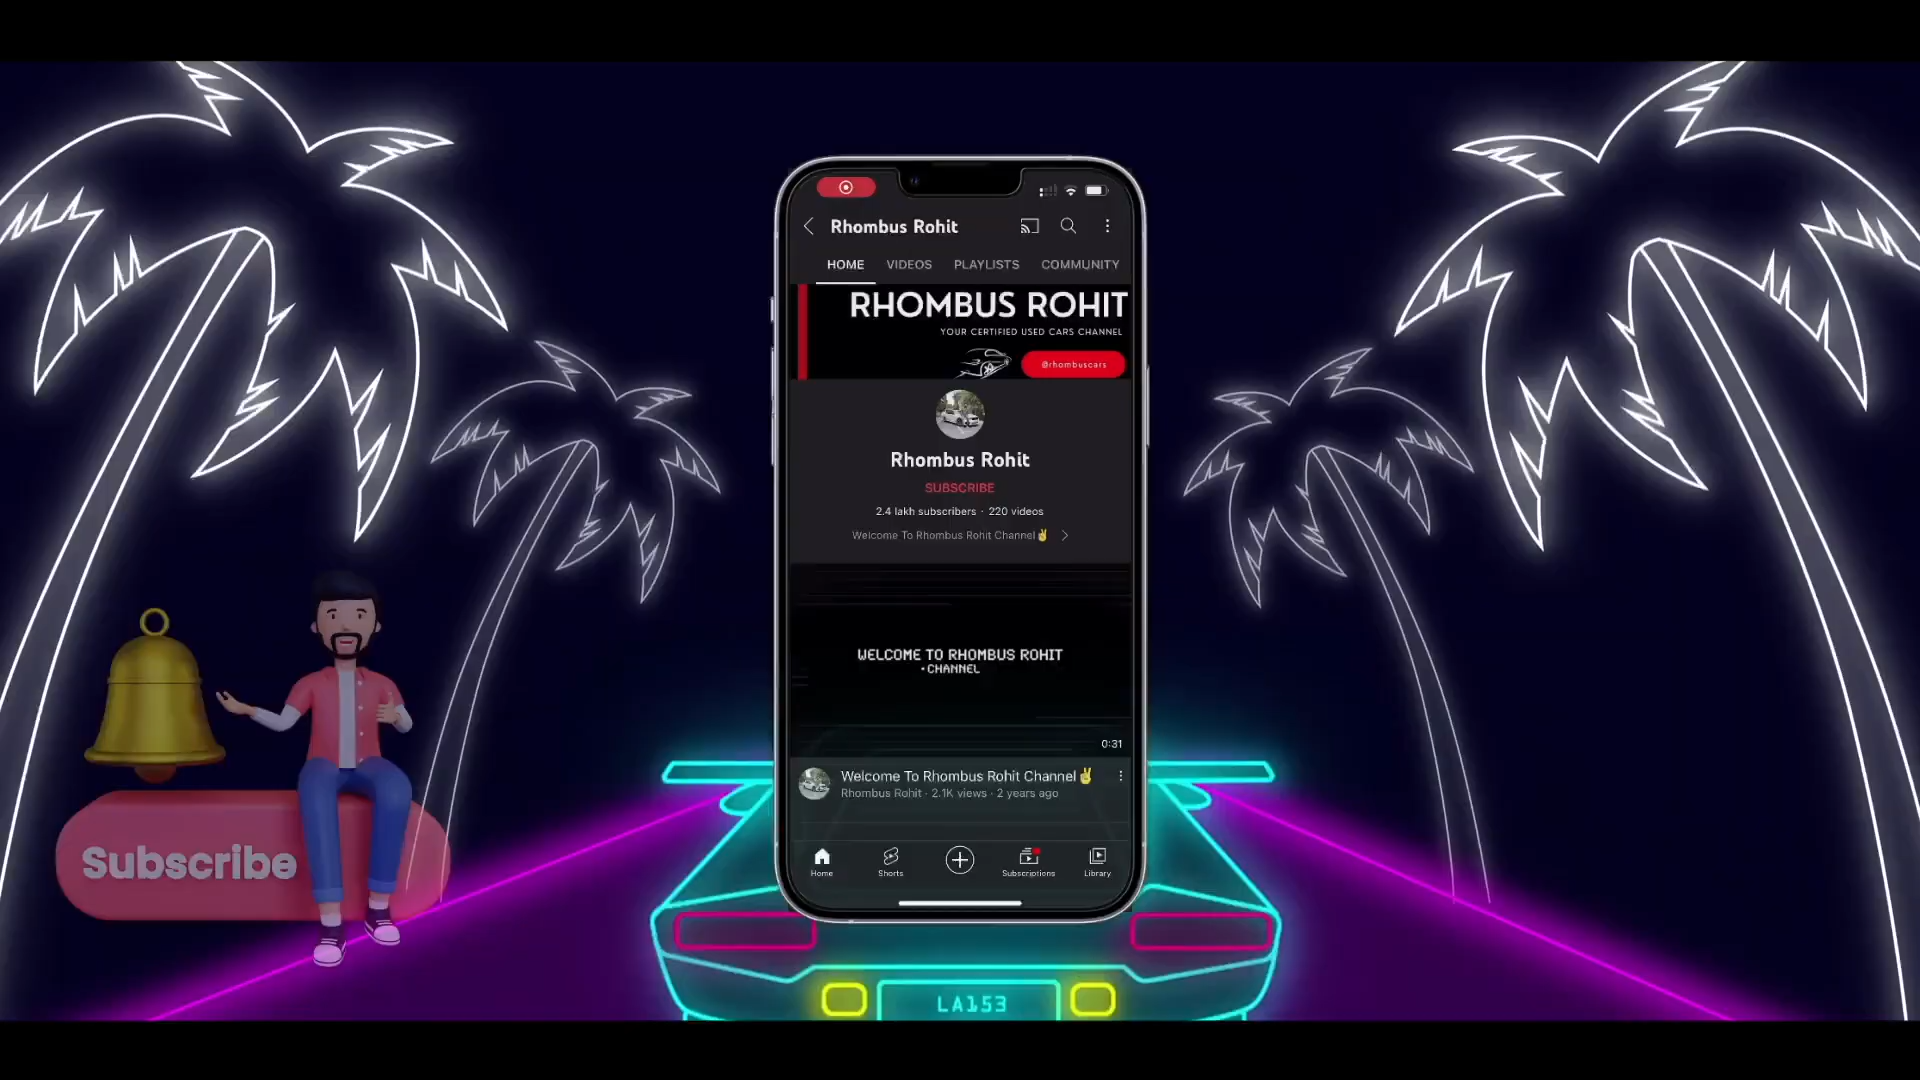 Rhombus Rohit
HOME VIDEOS PLAYLISTS COMMUNITY
RHOMBUS ROHIT
YOUR CERTIFIED USED CARS CHANNEL
@rhombuscars
Rhombus Rohit
SUBSCRIBE
2.4 lakh subscribers · 220 videos
Welcome To Rhombus Rohit Channel✌
WELCOME TO RHOMBUS ROHIT
•CHANNEL
0:31
Welcome To Rhombus Rohit Channel✌
Rhombus Rohit · 2.1K views · 2 years ago
Home Shorts Subscriptions Library
Subscribe
LA153